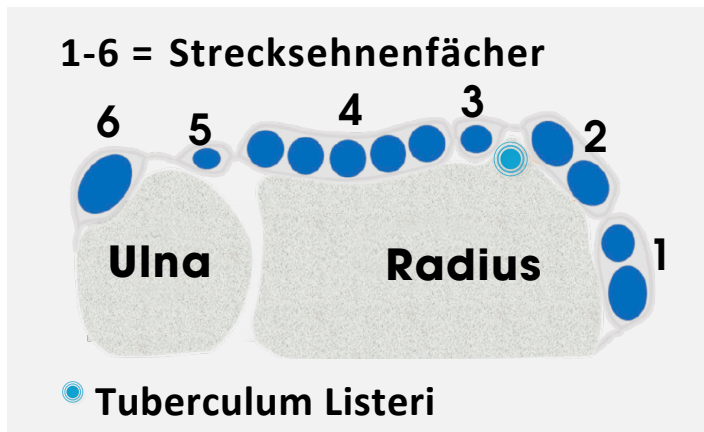 1-6 = Strecksehnenfächer
6
5
4
3
2
1
Ulna
Radius
Tuberculum Listeri